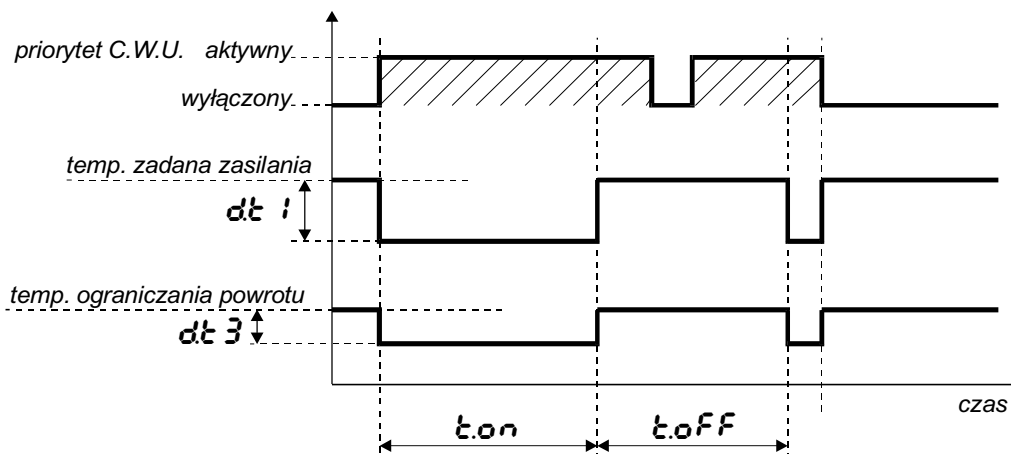 priorytet C.W.U. aktywny
wyłączony
temp. zadana zasilania
d.t 1
temp. ograniczania powrotu
d.t 3
czas
t.on
t.oFF